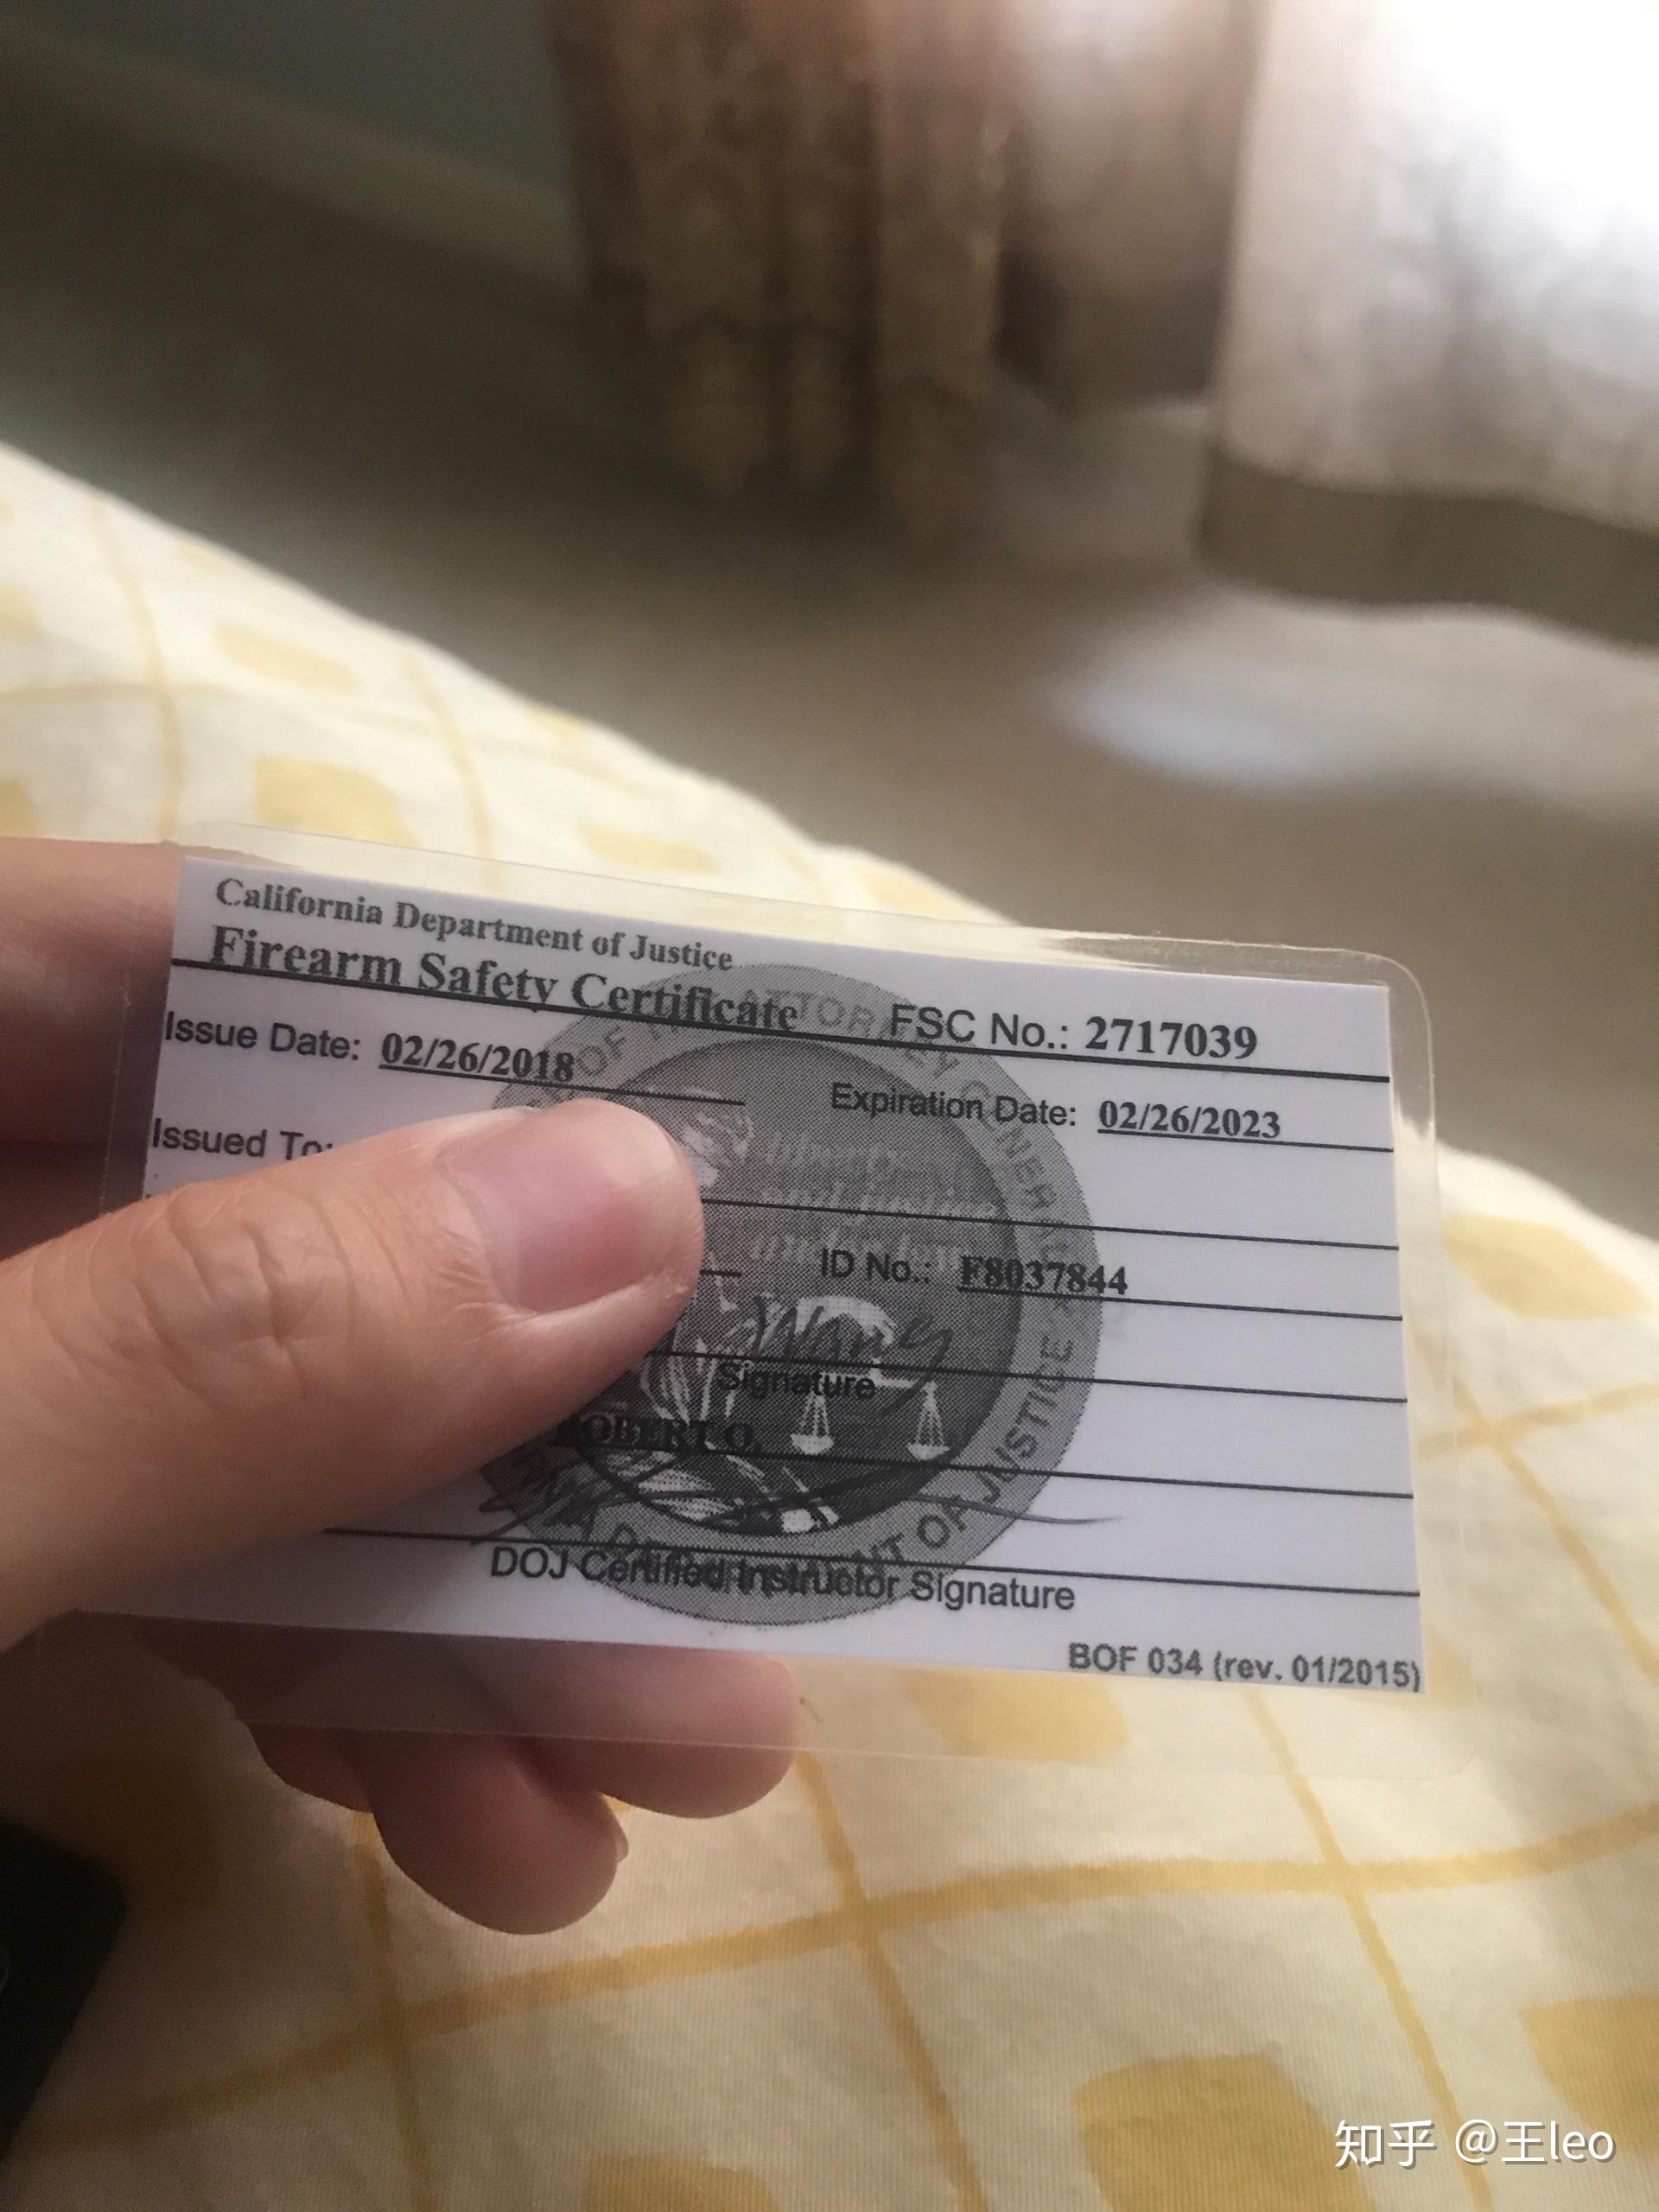 California Department of Justice
Firearm Safety Certificate FSC No.: 2717039
Issue Date: 02/26/2018 Expiration Date: 02/26/2023
Issued To:
ID No.: F8037844
Wang
Signature
OBERT O.
DOJ Certified Instructor Signature
BOF 034 (rev. 01/2015)
知乎 @王leo